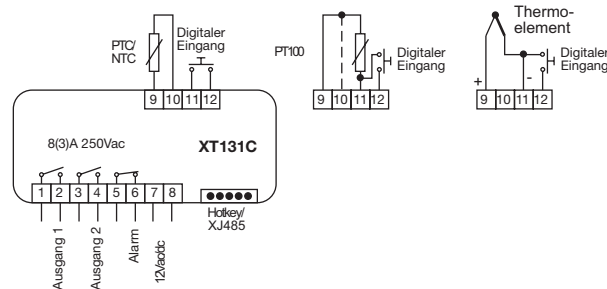 PTC/
NTC
Digitaler
Eingang
9 10 11 12
8(3)A 250Vac
XT131C
1 2 3 4 5 6 7 8
Hotkey/
XJ485
Ausgang 1
Ausgang 2
Alarm
12Vac/dc
PT100
Digitaler
Eingang
9 10 11 12
Thermo-
element
Digitaler
Eingang
+
-
9 10 11 12